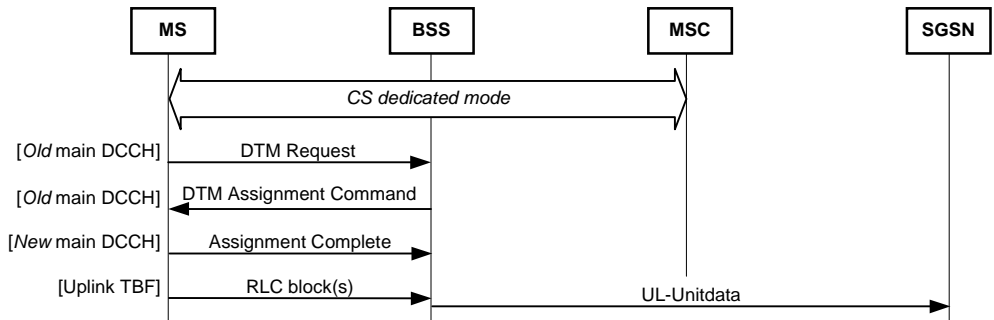 MS BSS MSC SGSN
CS dedicated mode
[Old main DCCH] DTM Request
[Old main DCCH] DTM Assignment Command
[New main DCCH] Assignment Complete
[Uplink TBF] RLC block(s) UL-Unitdata